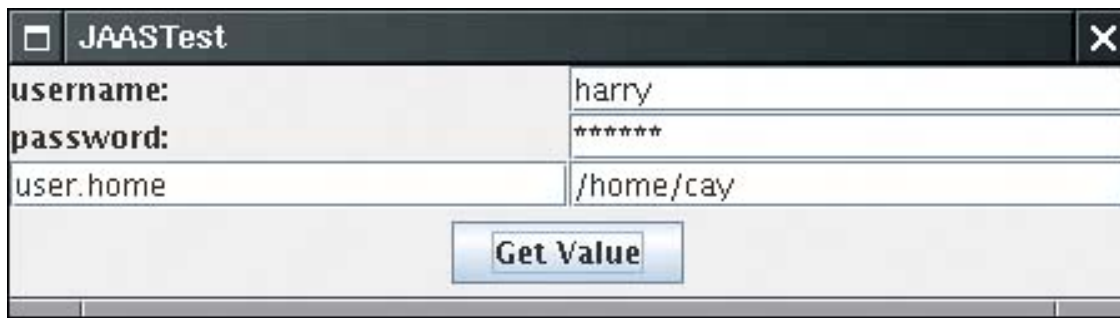 JAASTest
username: harry
password: ******
user.home /home/cay
Get Value